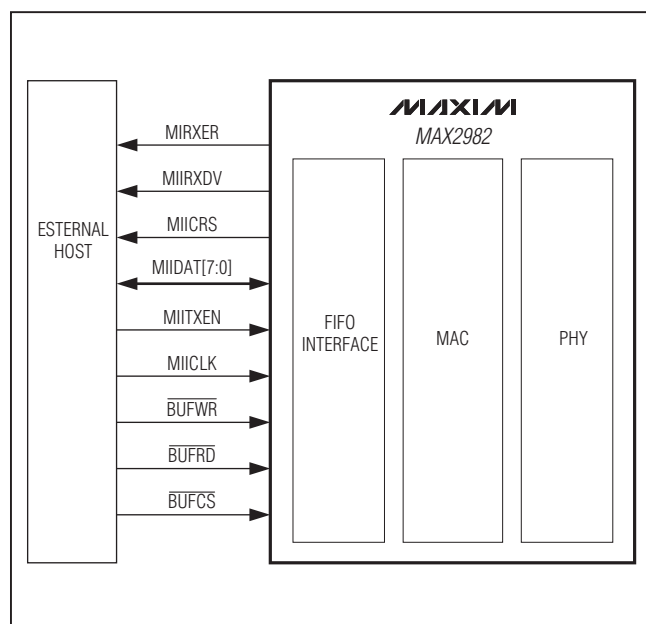 MAXIM
MAX2982
MIRXER
MIIRXDV
MIICRS
ESTERNAL
HOST
MIIDAT[7:0]
MIITXEN
MIICLK
BUFWR
BUFRD
BUFCS
FIFO
INTERFACE
MAC
PHY